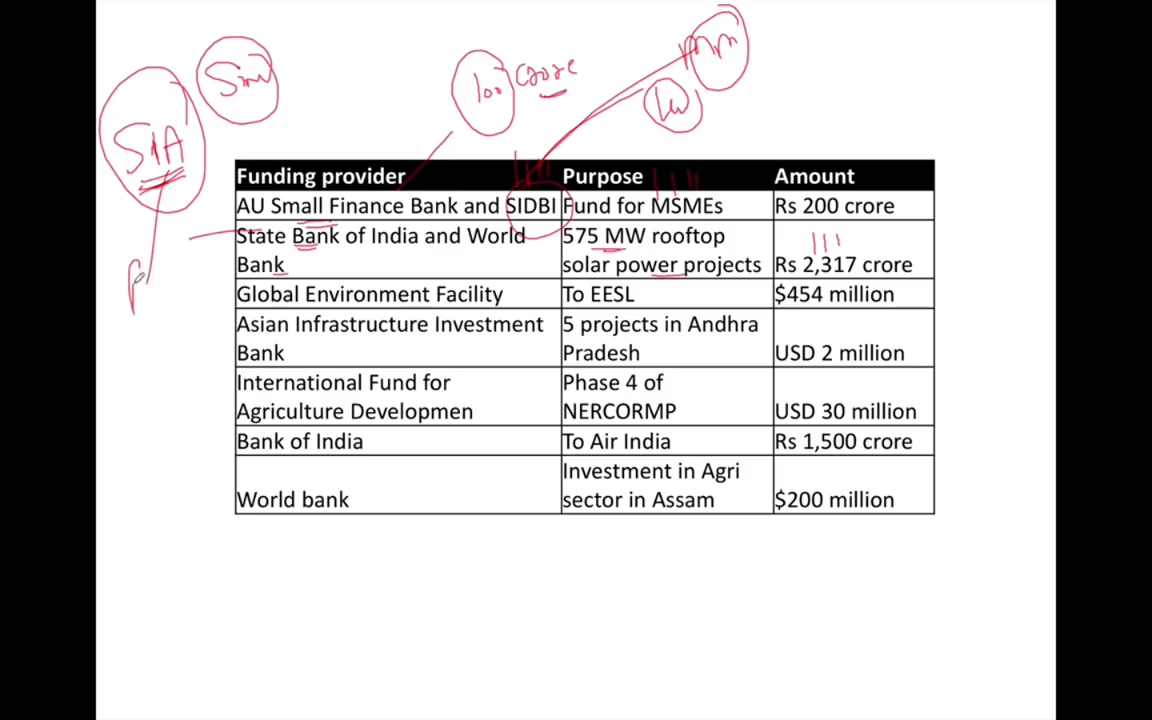 100 crore
SIA
Funding provider Purpose Amount
AU Small Finance Bank and SIDBI Fund for MSMEs Rs 200 crore
State Bank of India and World Bank 575 MW rooftop solar power projects Rs 2,317 crore
Global Environment Facility To EESL $454 million
Asian Infrastructure Investment Bank 5 projects in Andhra Pradesh USD 2 million
International Fund for Agriculture Developmen Phase 4 of NERCORMP USD 30 million
Bank of India To Air India Rs 1,500 crore
World bank Investment in Agri sector in Assam $200 million